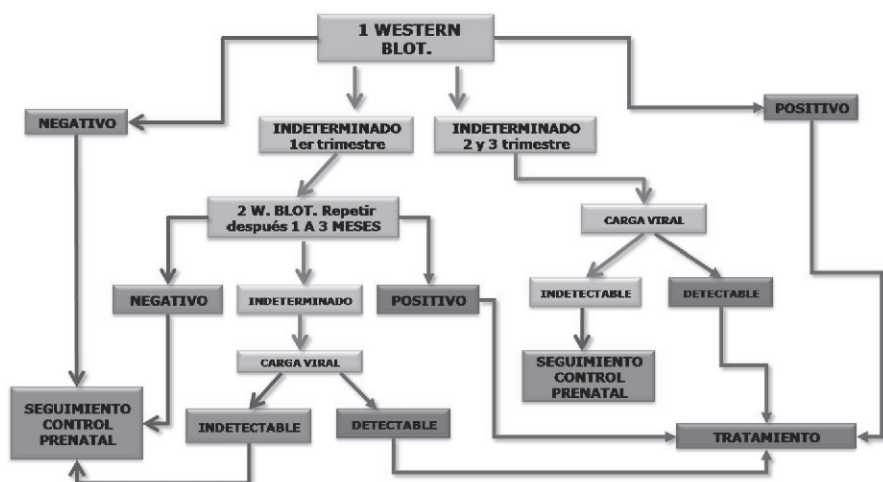 1 WESTERN
BLOT.
NEGATIVO
POSITIVO
INDETERMINADO
1er trimestre
INDETERMINADO
2 y 3 trimestre
2 W. BLOT. Repetir
después 1 A 3 MESES
CARGA VIRAL
NEGATIVO
INDETERMINADO
POSITIVO
INDETECTABLE
DETECTABLE
CARGA VIRAL
SEGUIMIENTO
CONTROL
PRENATAL
SEGUIMIENTO
CONTROL
PRENATAL
INDETECTABLE
DETECTABLE
TRATAMIENTO